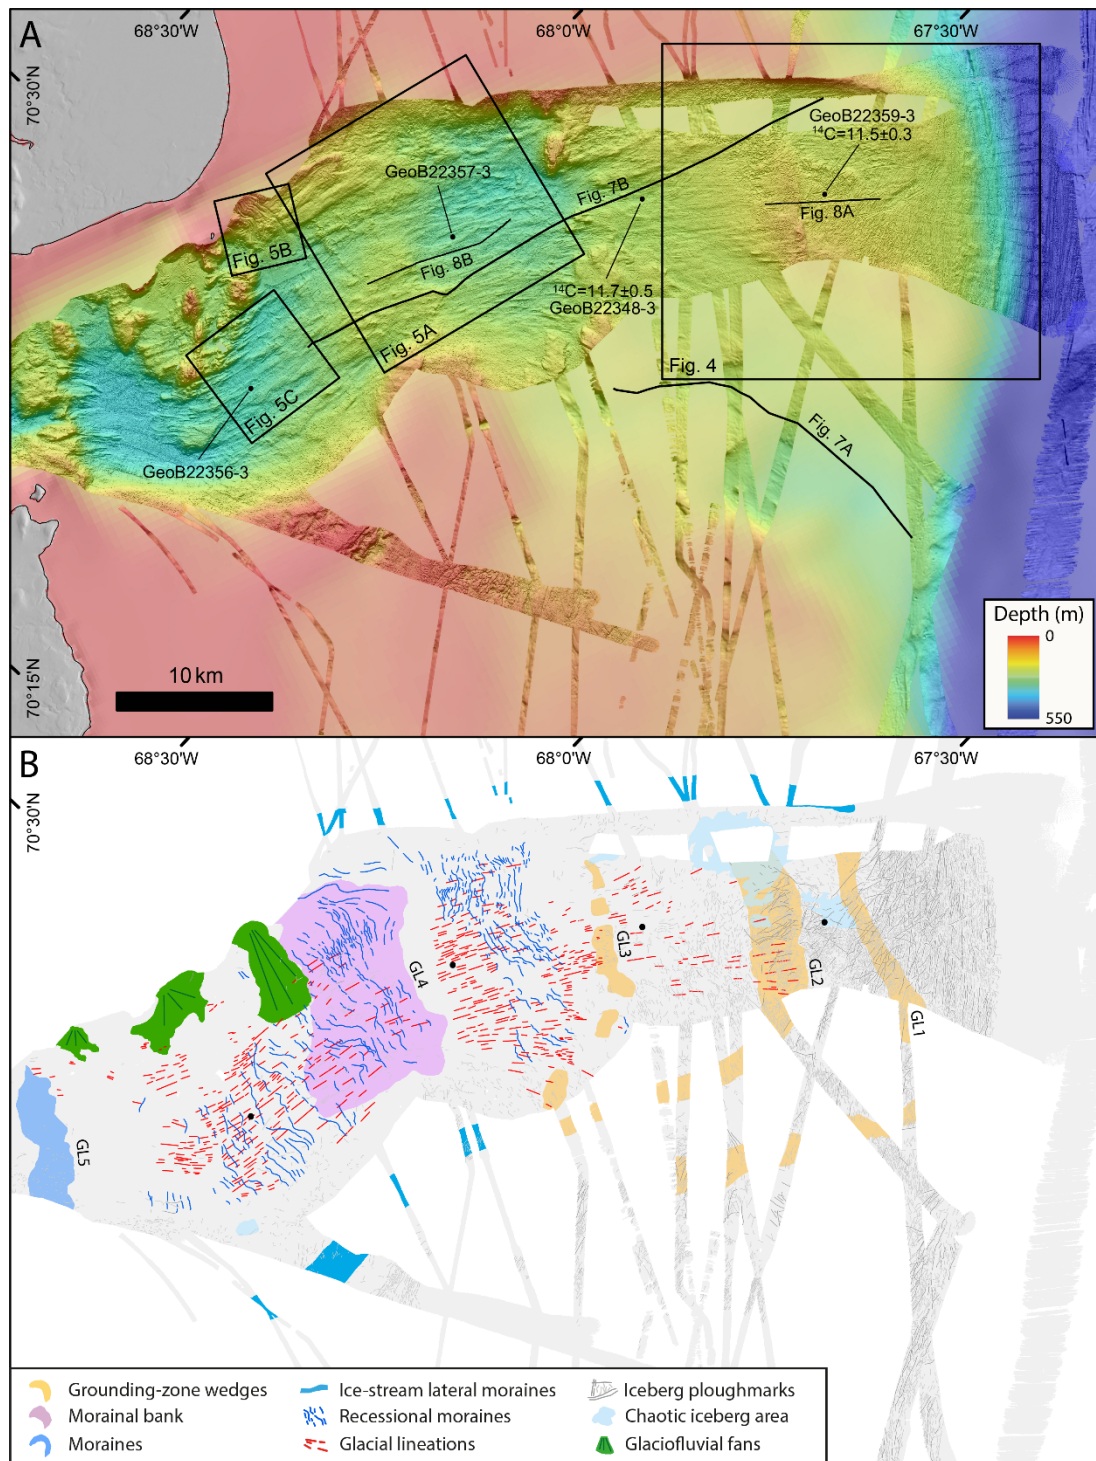 A
68°30'W
68°0'W
67°30'W
70°30'N
GeoB22359-3
¹⁴C=11.5±0.3
GeoB22357-3
Fig. 7B
Fig. 8A
Fig. 5B
Fig. 8B
¹⁴C=11.7±0.5
GeoB22348-3
Fig. 5A
Fig. 4
Fig. 5C
Fig. 7A
GeoB22356-3
70°15'N
10 km
Depth (m)
0
550
B
68°30'W
68°0'W
67°30'W
70°30'N
GL3
GL2
GL4
GL1
GL5
Grounding-zone wedges
Ice-stream lateral moraines
Iceberg ploughmarks
Morainal bank
Recessional moraines
Chaotic iceberg area
Moraines
Glacial lineations
Glaciofluvial fans